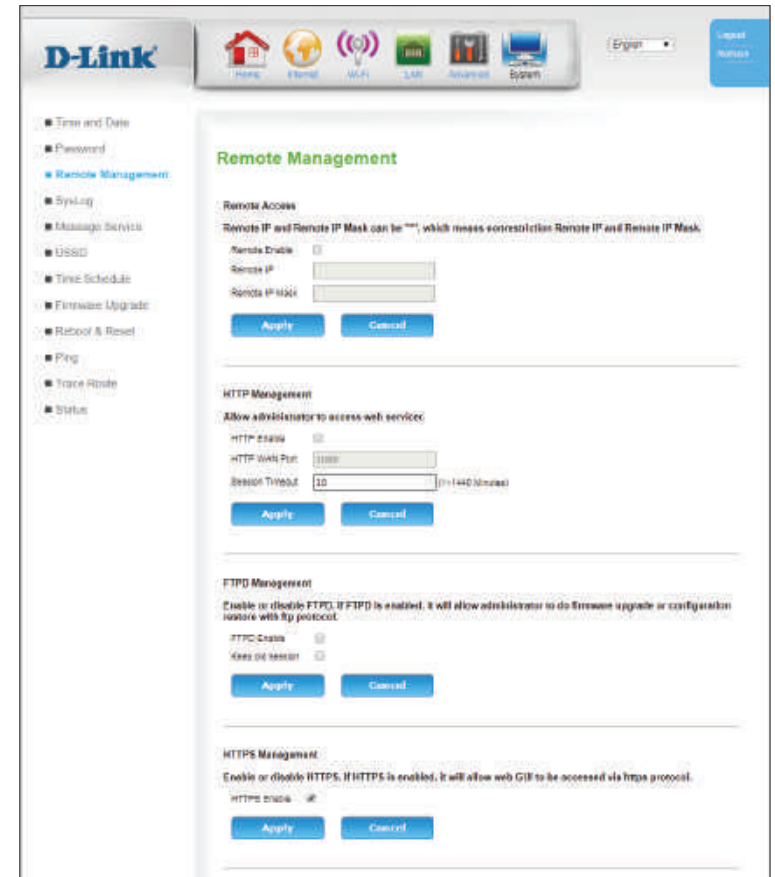 D-Link
Home
Internet
Wi-Fi
LAN
Advanced
System
English
Logout
Time and Date
Password
Remote Management
SysLog
Message Service
USSD
Time Schedule
Firmware Upgrade
Reboot & Reset
Ping
Trace Route
Status
Remote Management
Remote Access
Remote IP and Remote IP Mask can be "*", which means nonrestriction Remote IP and Remote IP Mask.
Remote Enable
Remote IP
Remote IP Mask
Apply
Cancel
HTTP Management
Allow administrator to access web services
HTTP Enable
HTTP WAN Port
Session Timeout
10
(1~1440 Minutes)
Apply
Cancel
FTPD Management
Enable or disable FTPD. If FTPD is enabled, it will allow administrator to do firmware upgrade or configuration
restore with ftp protocol.
FTPD Enable
Keep old session
Apply
Cancel
HTTPS Management
Enable or disable HTTPS. If HTTPS is enabled, it will allow web GUI to be accessed via https protocol.
HTTPS Enable
Apply
Cancel